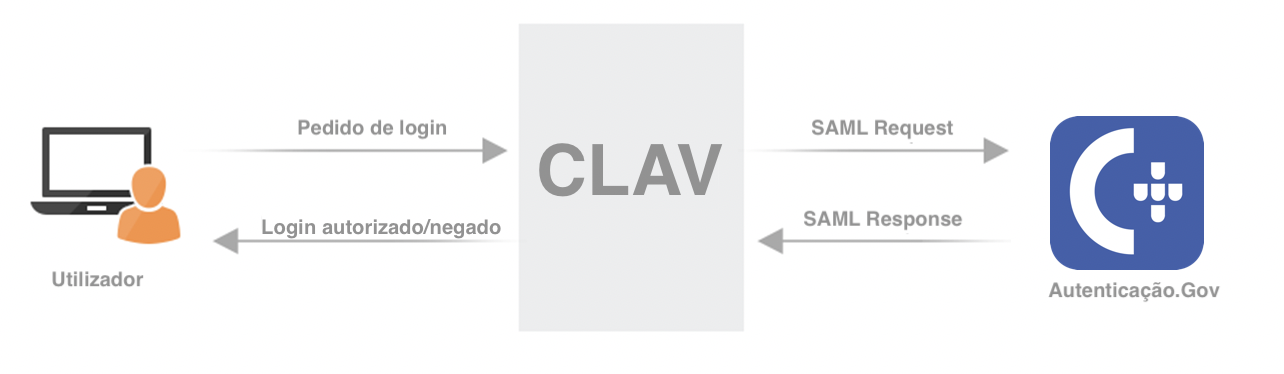 Pedido de login
SAML Request
CLAV
Login autorizado/negado
SAML Response
Utilizador
Autenticação.Gov